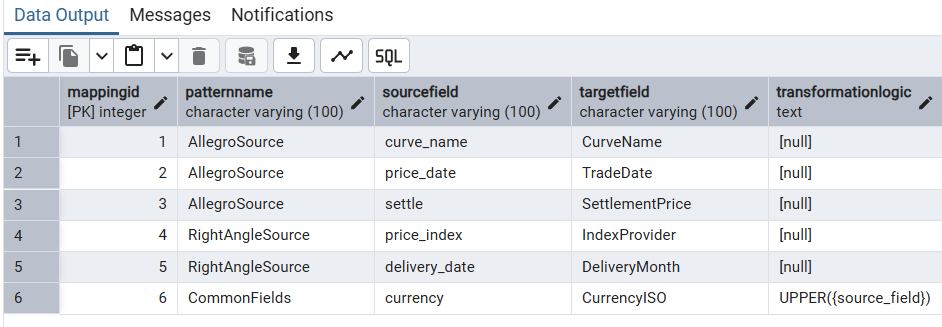 Data Output Messages Notifications
SQL
mappingid patternname sourcefield targetfield transformationlogic
[PK] integer character varying (100) character varying (100) character varying (100) text
1 1 AllegroSource curve_name CurveName [null]
2 2 AllegroSource price_date TradeDate [null]
3 3 AllegroSource settle SettlementPrice [null]
4 4 RightAngleSource price_index IndexProvider [null]
5 5 RightAngleSource delivery_date DeliveryMonth [null]
6 6 CommonFields currency CurrencyISO UPPER({source_field})